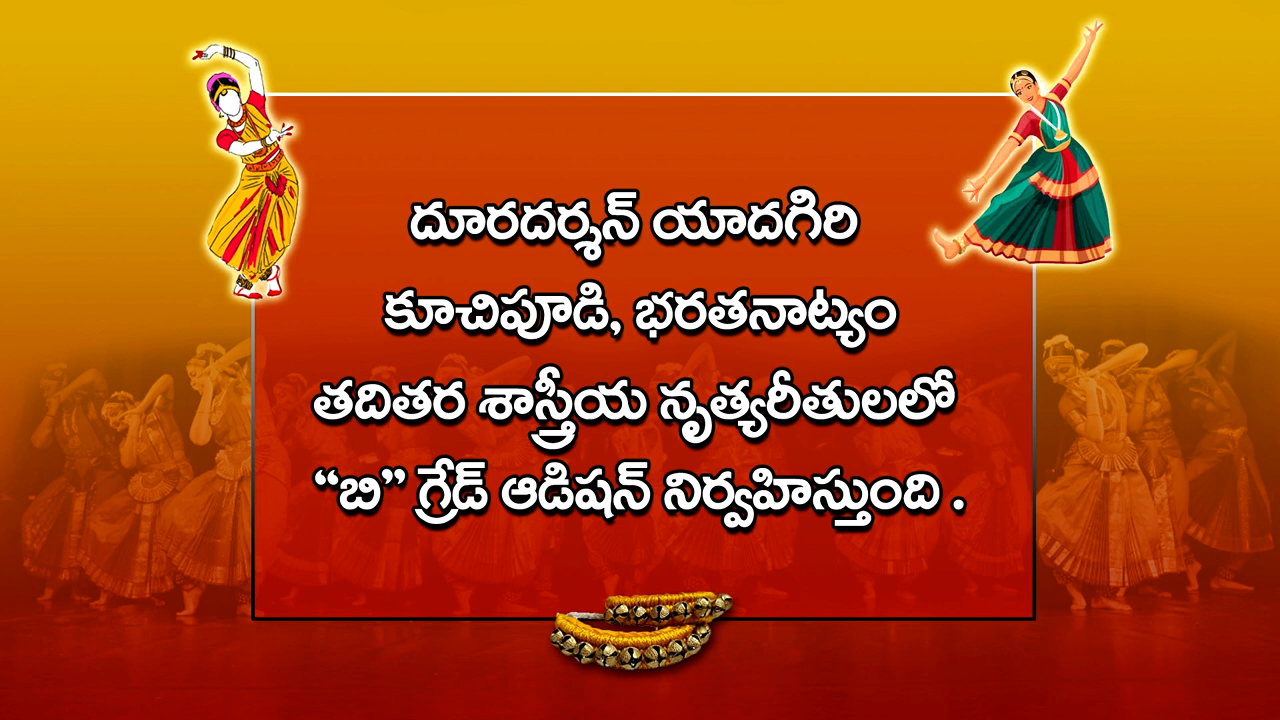 దూరదర్శన్ యాదగిరి
కూచిపూడి, భరతనాట్యం
తదితర శాస్త్రీయ నృత్యరీతులలో
“బి” గ్రేడ్ ఆడిషన్ నిర్వహిస్తుంది .